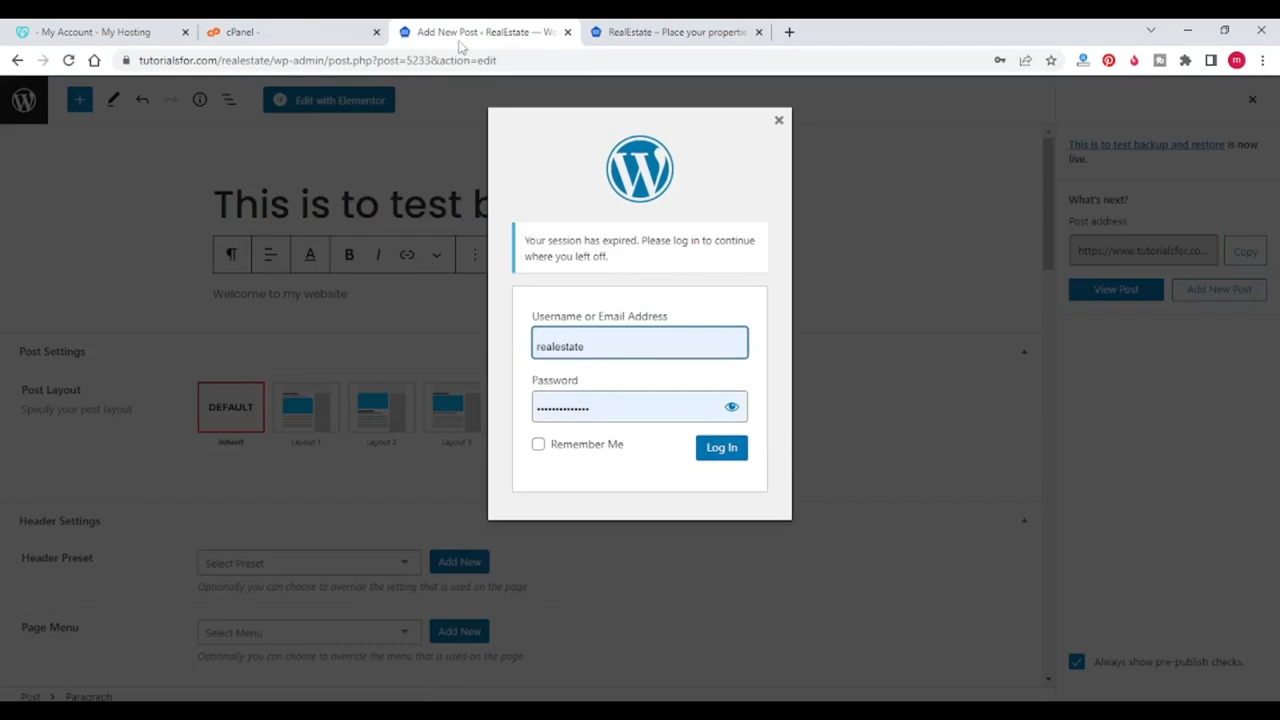 - My Account - My Hosting
cPanel -
Add New Post ‹ RealEstate — Wo
RealEstate – Place your propertie
tutorialsfor.com/realestate/wp-admin/post.php?post=5233&action=edit
m
Edit with Elementor
This is to test backup and restore is now
live.
What's next?
Post address
https://www.tutorialsfor.co...
Copy
View Post
Add New Post
This is to test b
B I
Welcome to my website
Your session has expired. Please log in to continue
where you left off.
Username or Email Address
realestate
Password
Remember Me
Log In
Post Settings
Post Layout
Specify your post layout
DEFAULT
Inherit
Layout 1
Layout 2
Layout 3
Header Settings
Header Preset
Select Preset
Add New
Optionally you can choose to override the setting that is used on the page
Page Menu
Select Menu
Add New
Optionally you can choose to override the menu that is used on the page
Always show pre-publish checks.
Post > Paragraph